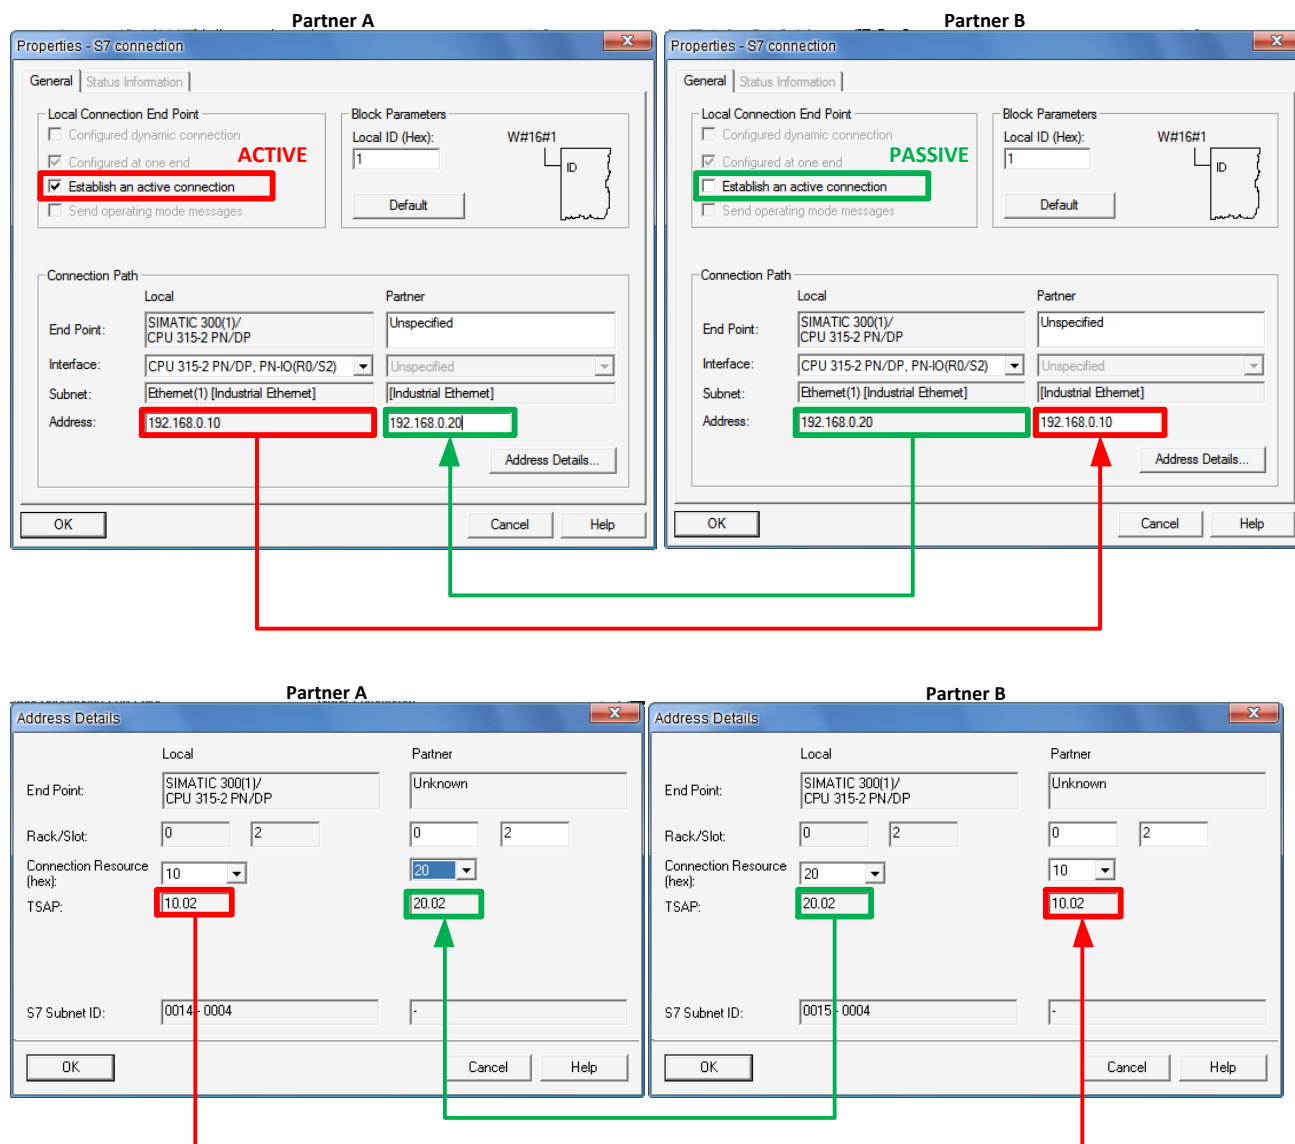 Partner A
Partner B
Properties - S7 connection
General
Status Information
Local Connection End Point
Configured dynamic connection
Configured at one end
ACTIVE
Establish an active connection
Send operating mode messages
Block Parameters
Local ID (Hex):
W#16#1
1
ID
Default
Connection Path
Local
Partner
End Point:
SIMATIC 300(1)/
CPU 315-2 PN/DP
Unspecified
Interface:
CPU 315-2 PN/DP, PN-IO(R0/S2)
Unspecified
Subnet:
Ethernet(1) [Industrial Ethernet]
[Industrial Ethernet]
Address:
192.168.0.10
192.168.0.20
Address Details...
OK
Cancel
Help
Properties - S7 connection
General
Status Information
Local Connection End Point
Configured dynamic connection
Configured at one end
PASSIVE
Establish an active connection
Send operating mode messages
Block Parameters
Local ID (Hex):
W#16#1
1
ID
Default
Connection Path
Local
Partner
End Point:
SIMATIC 300(1)/
CPU 315-2 PN/DP
Unspecified
Interface:
CPU 315-2 PN/DP, PN-IO(R0/S2)
Unspecified
Subnet:
Ethernet(1) [Industrial Ethernet]
[Industrial Ethernet]
Address:
192.168.0.20
192.168.0.10
Address Details...
OK
Cancel
Help
Partner A
Partner B
Address Details
Local
Partner
End Point:
SIMATIC 300(1)/
CPU 315-2 PN/DP
Unknown
Rack/Slot:
0
2
0
2
Connection Resource
(hex):
10
20
TSAP:
10.02
20.02
S7 Subnet ID:
0014 - 0004
-
OK
Cancel
Help
Address Details
Local
Partner
End Point:
SIMATIC 300(1)/
CPU 315-2 PN/DP
Unknown
Rack/Slot:
0
2
0
2
Connection Resource
(hex):
20
10
TSAP:
20.02
10.02
S7 Subnet ID:
0015 - 0004
-
OK
Cancel
Help